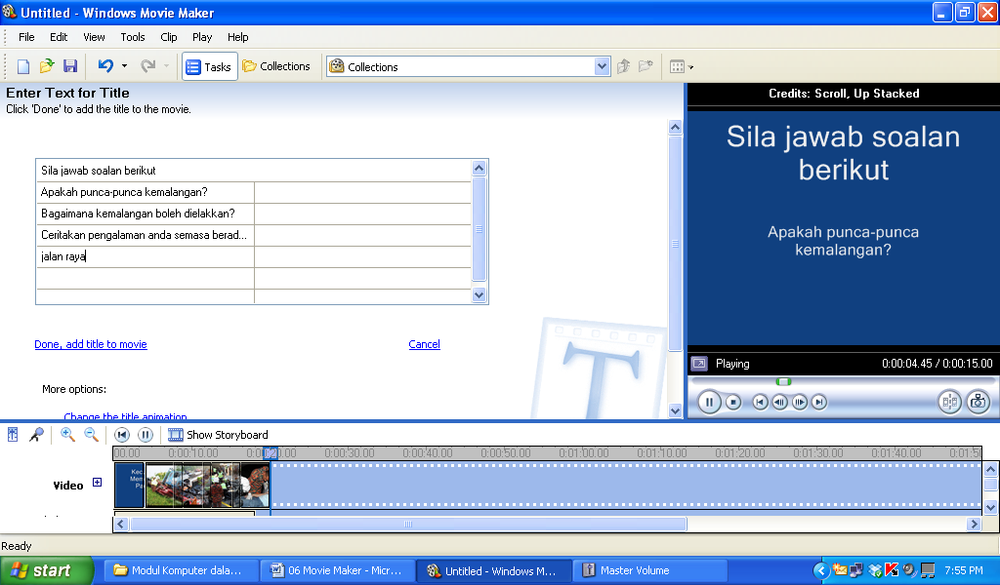 Untitled - Windows Movie Maker
File Edit View Tools Clip Play Help
Tasks Collections Collections
Enter Text for Title
Click 'Done' to add the title to the movie.
Sila jawab soalan berikut
Apakah punca-punca kemalangan?
Bagaimana kemalangan boleh dielakkan?
Ceritakan pengalaman anda semasa berad...
jalan raya
Done, add title to movie Cancel
More options:
Change the title animation
Credits: Scroll, Up Stacked
Sila jawab soalan
berikut
Apakah punca-punca
kemalangan?
Playing 0:00:04.45 / 0:00:15.00
Show Storyboard
00.00 0:00:10.00 0:00:30.00 0:00:40.00 0:00:50.00 0:01:00.00 0:01:10.00 0:01:20.00 0:01:30.00 0:01:40.00 0:01:50
Video
Kec
Men
Pa
Ready
start Modul Komputer dala... 06 Movie Maker - Micr... Untitled - Windows M... Master Volume 7:55 PM